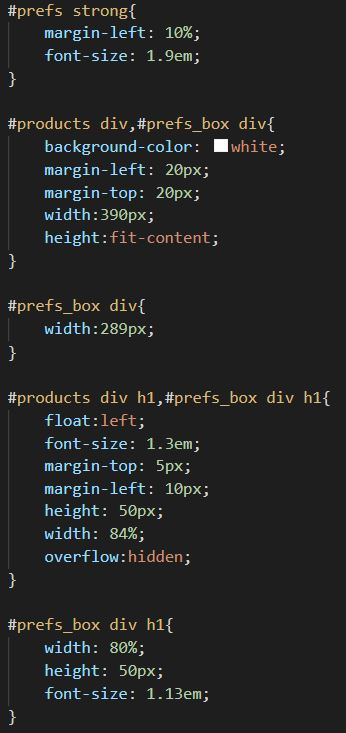 #prefs strong{
    margin-left: 10%;
    font-size: 1.9em;
}

#products div,#prefs_box div{
    background-color: white;
    margin-left: 20px;
    margin-top: 20px;
    width:390px;
    height:fit-content;
}

#prefs_box div{
    width:289px;
}

#products div h1,#prefs_box div h1{
    float:left;
    font-size: 1.3em;
    margin-top: 5px;
    margin-left: 10px;
    height: 50px;
    width: 84%;
    overflow:hidden;
}

#prefs_box div h1{
    width: 80%;
    height: 50px;
    font-size: 1.13em;
}